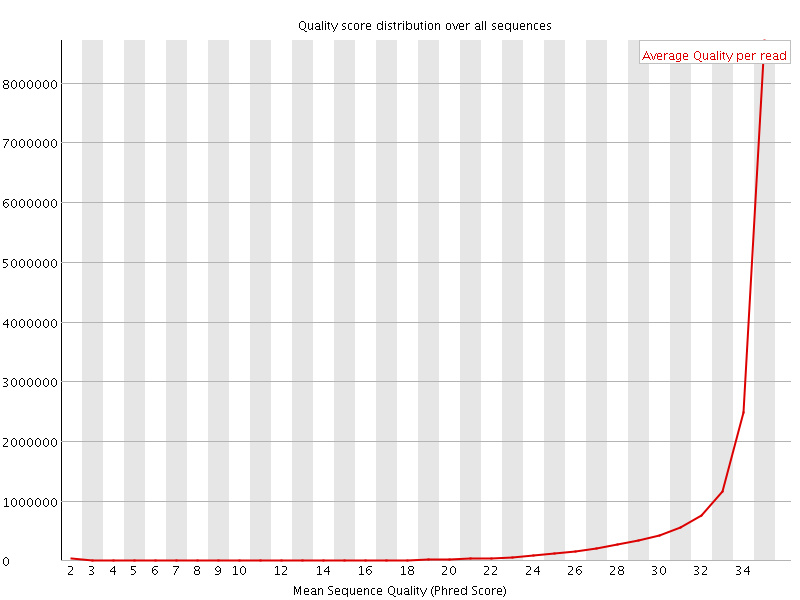 Quality score distribution over all sequences
Average Quality per read
8000000
7000000
6000000
5000000
4000000
3000000
2000000
1000000
0
2 3 4 5 6 7 8 9 10 12 14 16 18 20 22 24 26 28 30 32 34
Mean Sequence Quality (Phred Score)